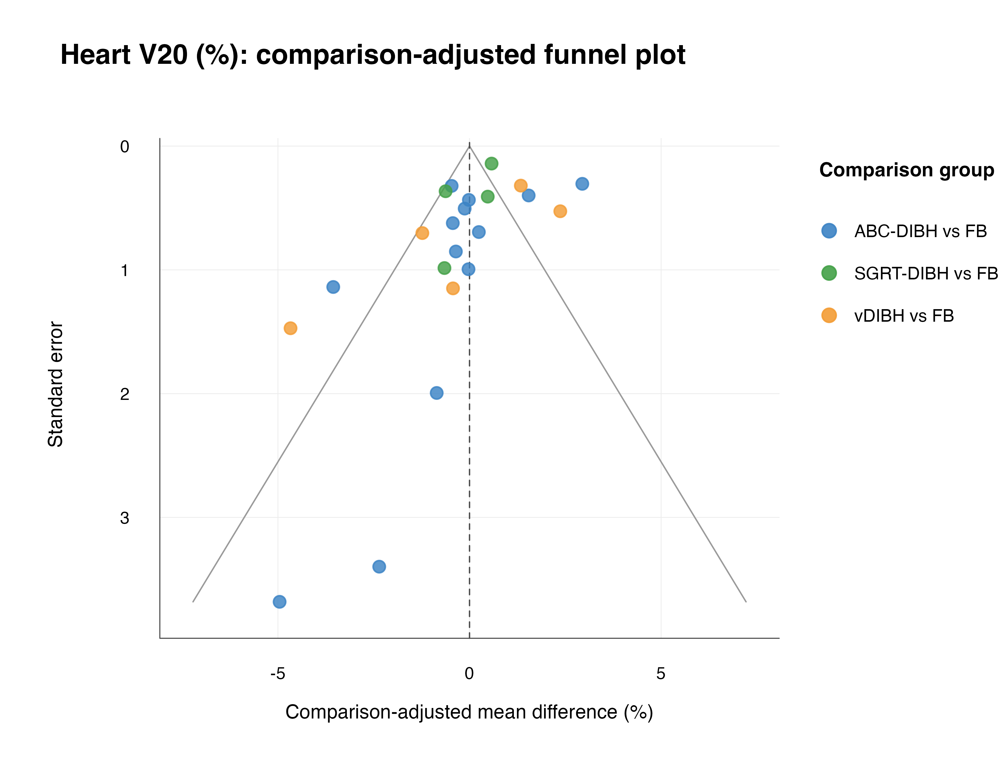 Heart V20 (%): comparison-adjusted funnel plot
0
1
2
3
Standard error
-5
0
5
Comparison-adjusted mean difference (%)
Comparison group
ABC-DIBH vs FB
SGRT-DIBH vs FB
vDIBH vs FB